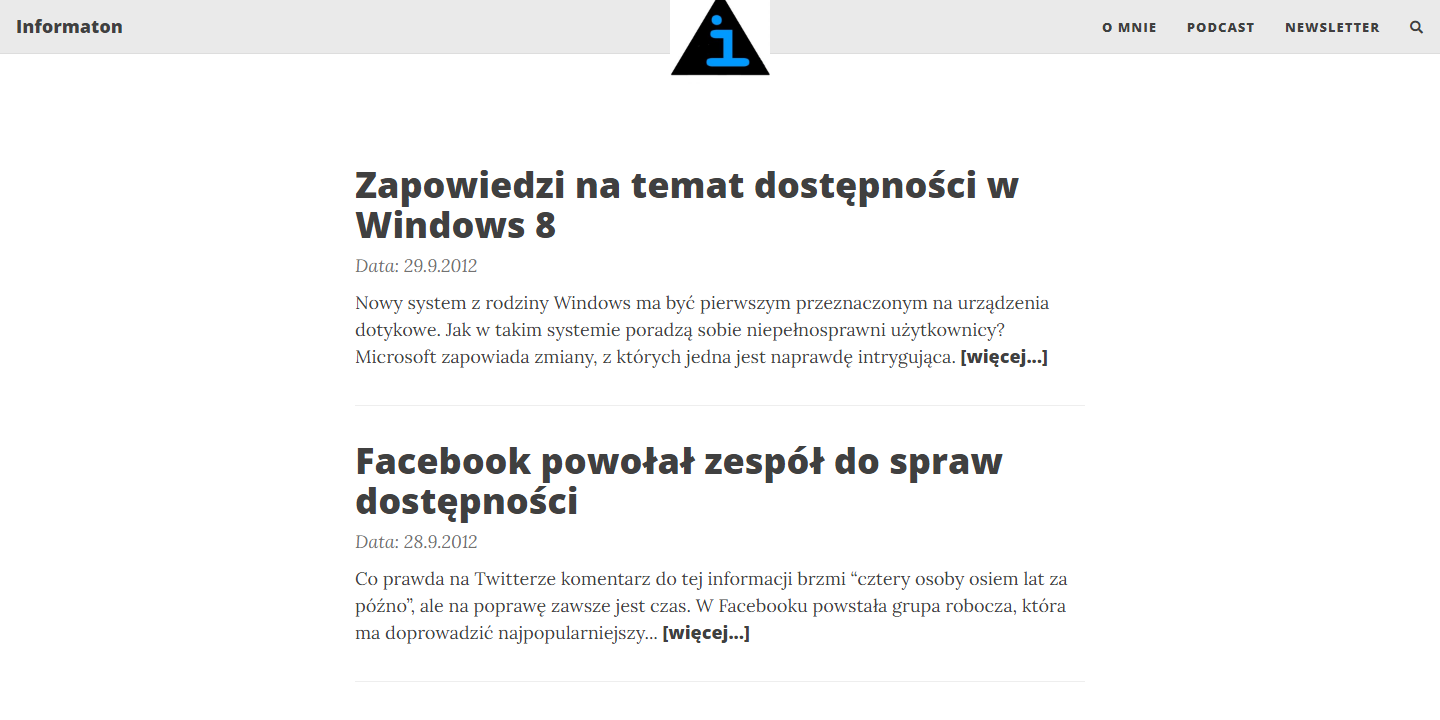 Informaton
i
O MNIE
PODCAST
NEWSLETTER
Zapowiedzi na temat dostępności w
Windows 8
Data: 29.9.2012
Nowy system z rodziny Windows ma być pierwszym przeznaczonym na urządzenia
dotykowe. Jak w takim systemie poradzą sobie niepełnosprawni użytkownicy?
Microsoft zapowiada zmiany, z których jedna jest naprawdę intrygująca. [więcej...]
Facebook powołał zespół do spraw
dostępności
Data: 28.9.2012
Co prawda na Twitterze komentarz do tej informacji brzmi “cztery osoby osiem lat za
późno”, ale na poprawę zawsze jest czas. W Facebooku powstała grupa robocza, która
ma doprowadzić najpopularniejszy... [więcej...]